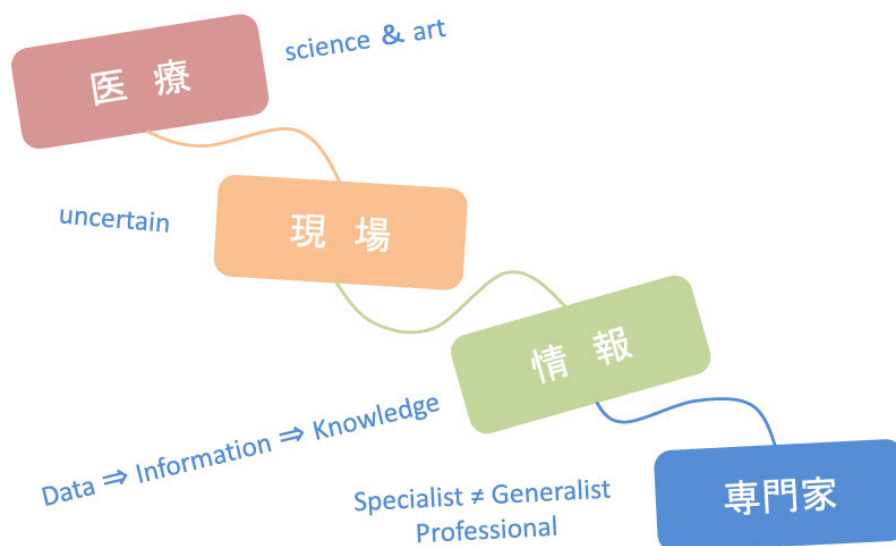 医 療
science & art
現 場
uncertain
情 報
Data ⇒ Information ⇒ Knowledge
専門家
Specialist ≠ Generalist
Professional